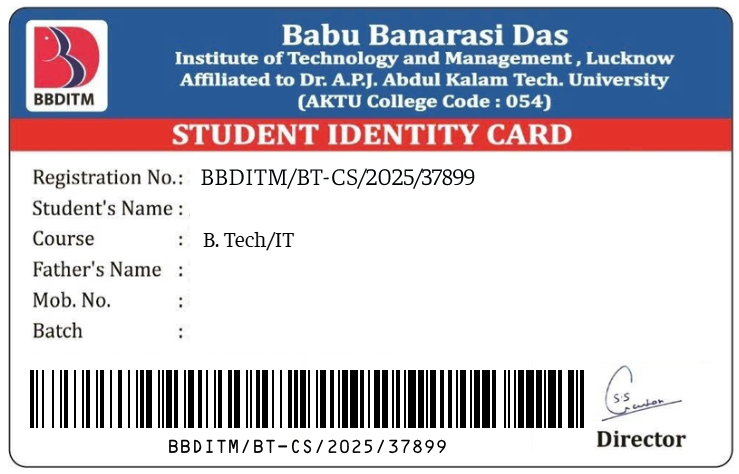 BBDITM
Babu Banarasi Das
Institute of Technology and Management , Lucknow
Affiliated to Dr. A.P.J. Abdul Kalam Tech. University
(AKTU College Code : 054)
STUDENT IDENTITY CARD
Registration No.: BBDITM/BT-CS/2025/37899
Student's Name :
Course : B. Tech/IT
Father's Name :
Mob. No. :
Batch :
BBDITM/BT-CS/2025/37899
Director